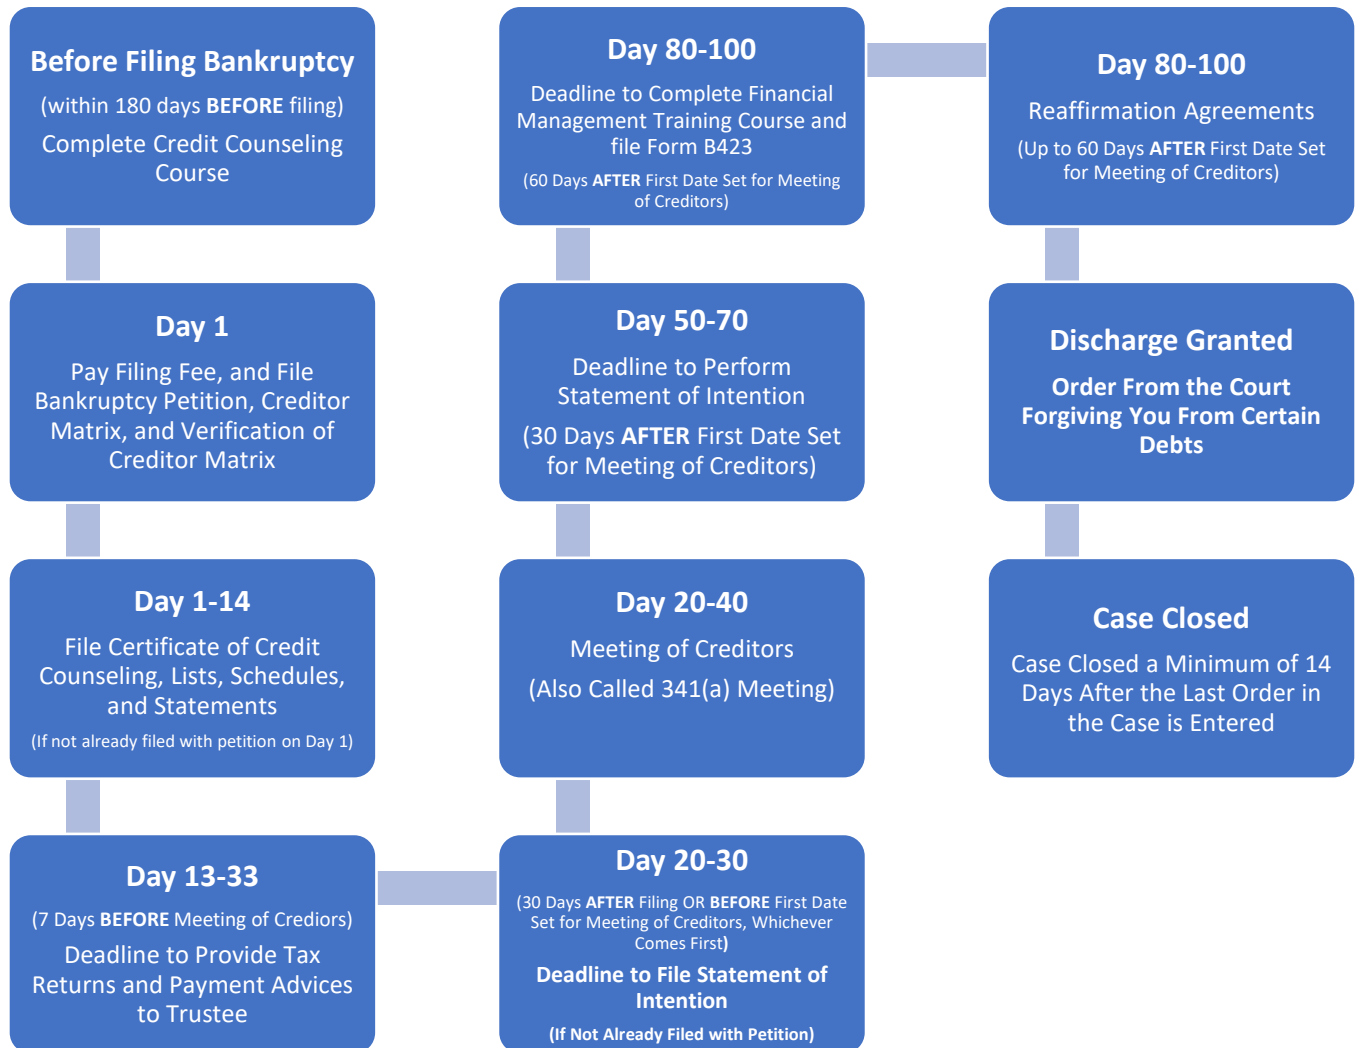 Before Filing Bankruptcy
(within 180 days BEFORE filing)
Complete Credit Counseling
Course
Day 1
Pay Filing Fee, and File
Bankruptcy Petition, Creditor
Matrix, and Verification of
Creditor Matrix
Day 1-14
File Certificate of Credit
Counseling, Lists, Schedules,
and Statements
(If not already filed with petition on Day 1)
Day 13-33
(7 Days BEFORE Meeting of Crediors)
Deadline to Provide Tax
Returns and Payment Advices
to Trustee
Day 20-30
(30 Days AFTER Filing OR BEFORE First Date
Set for Meeting of Creditors, Whichever
Comes First)
Deadline to File Statement of
Intention
(If Not Already Filed with Petition)
Day 20-40
Meeting of Creditors
(Also Called 341(a) Meeting)
Day 50-70
Deadline to Perform
Statement of Intention
(30 Days AFTER First Date Set
for Meeting of Creditors)
Day 80-100
Deadline to Complete Financial
Management Training Course and
file Form B423
(60 Days AFTER First Date Set for Meeting
of Creditors)
Day 80-100
Reaffirmation Agreements
(Up to 60 Days AFTER First Date Set
for Meeting of Creditors)
Discharge Granted
Order From the Court
Forgiving You From Certain
Debts
Case Closed
Case Closed a Minimum of 14
Days After the Last Order in
the Case is Entered